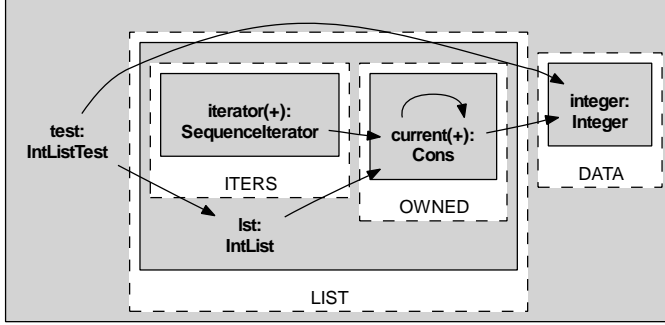 test:
IntListTest
iterator(+):
SequenceIterator
ITERS
lst:
IntList
current(+):
Cons
OWNED
LIST
integer:
Integer
DATA